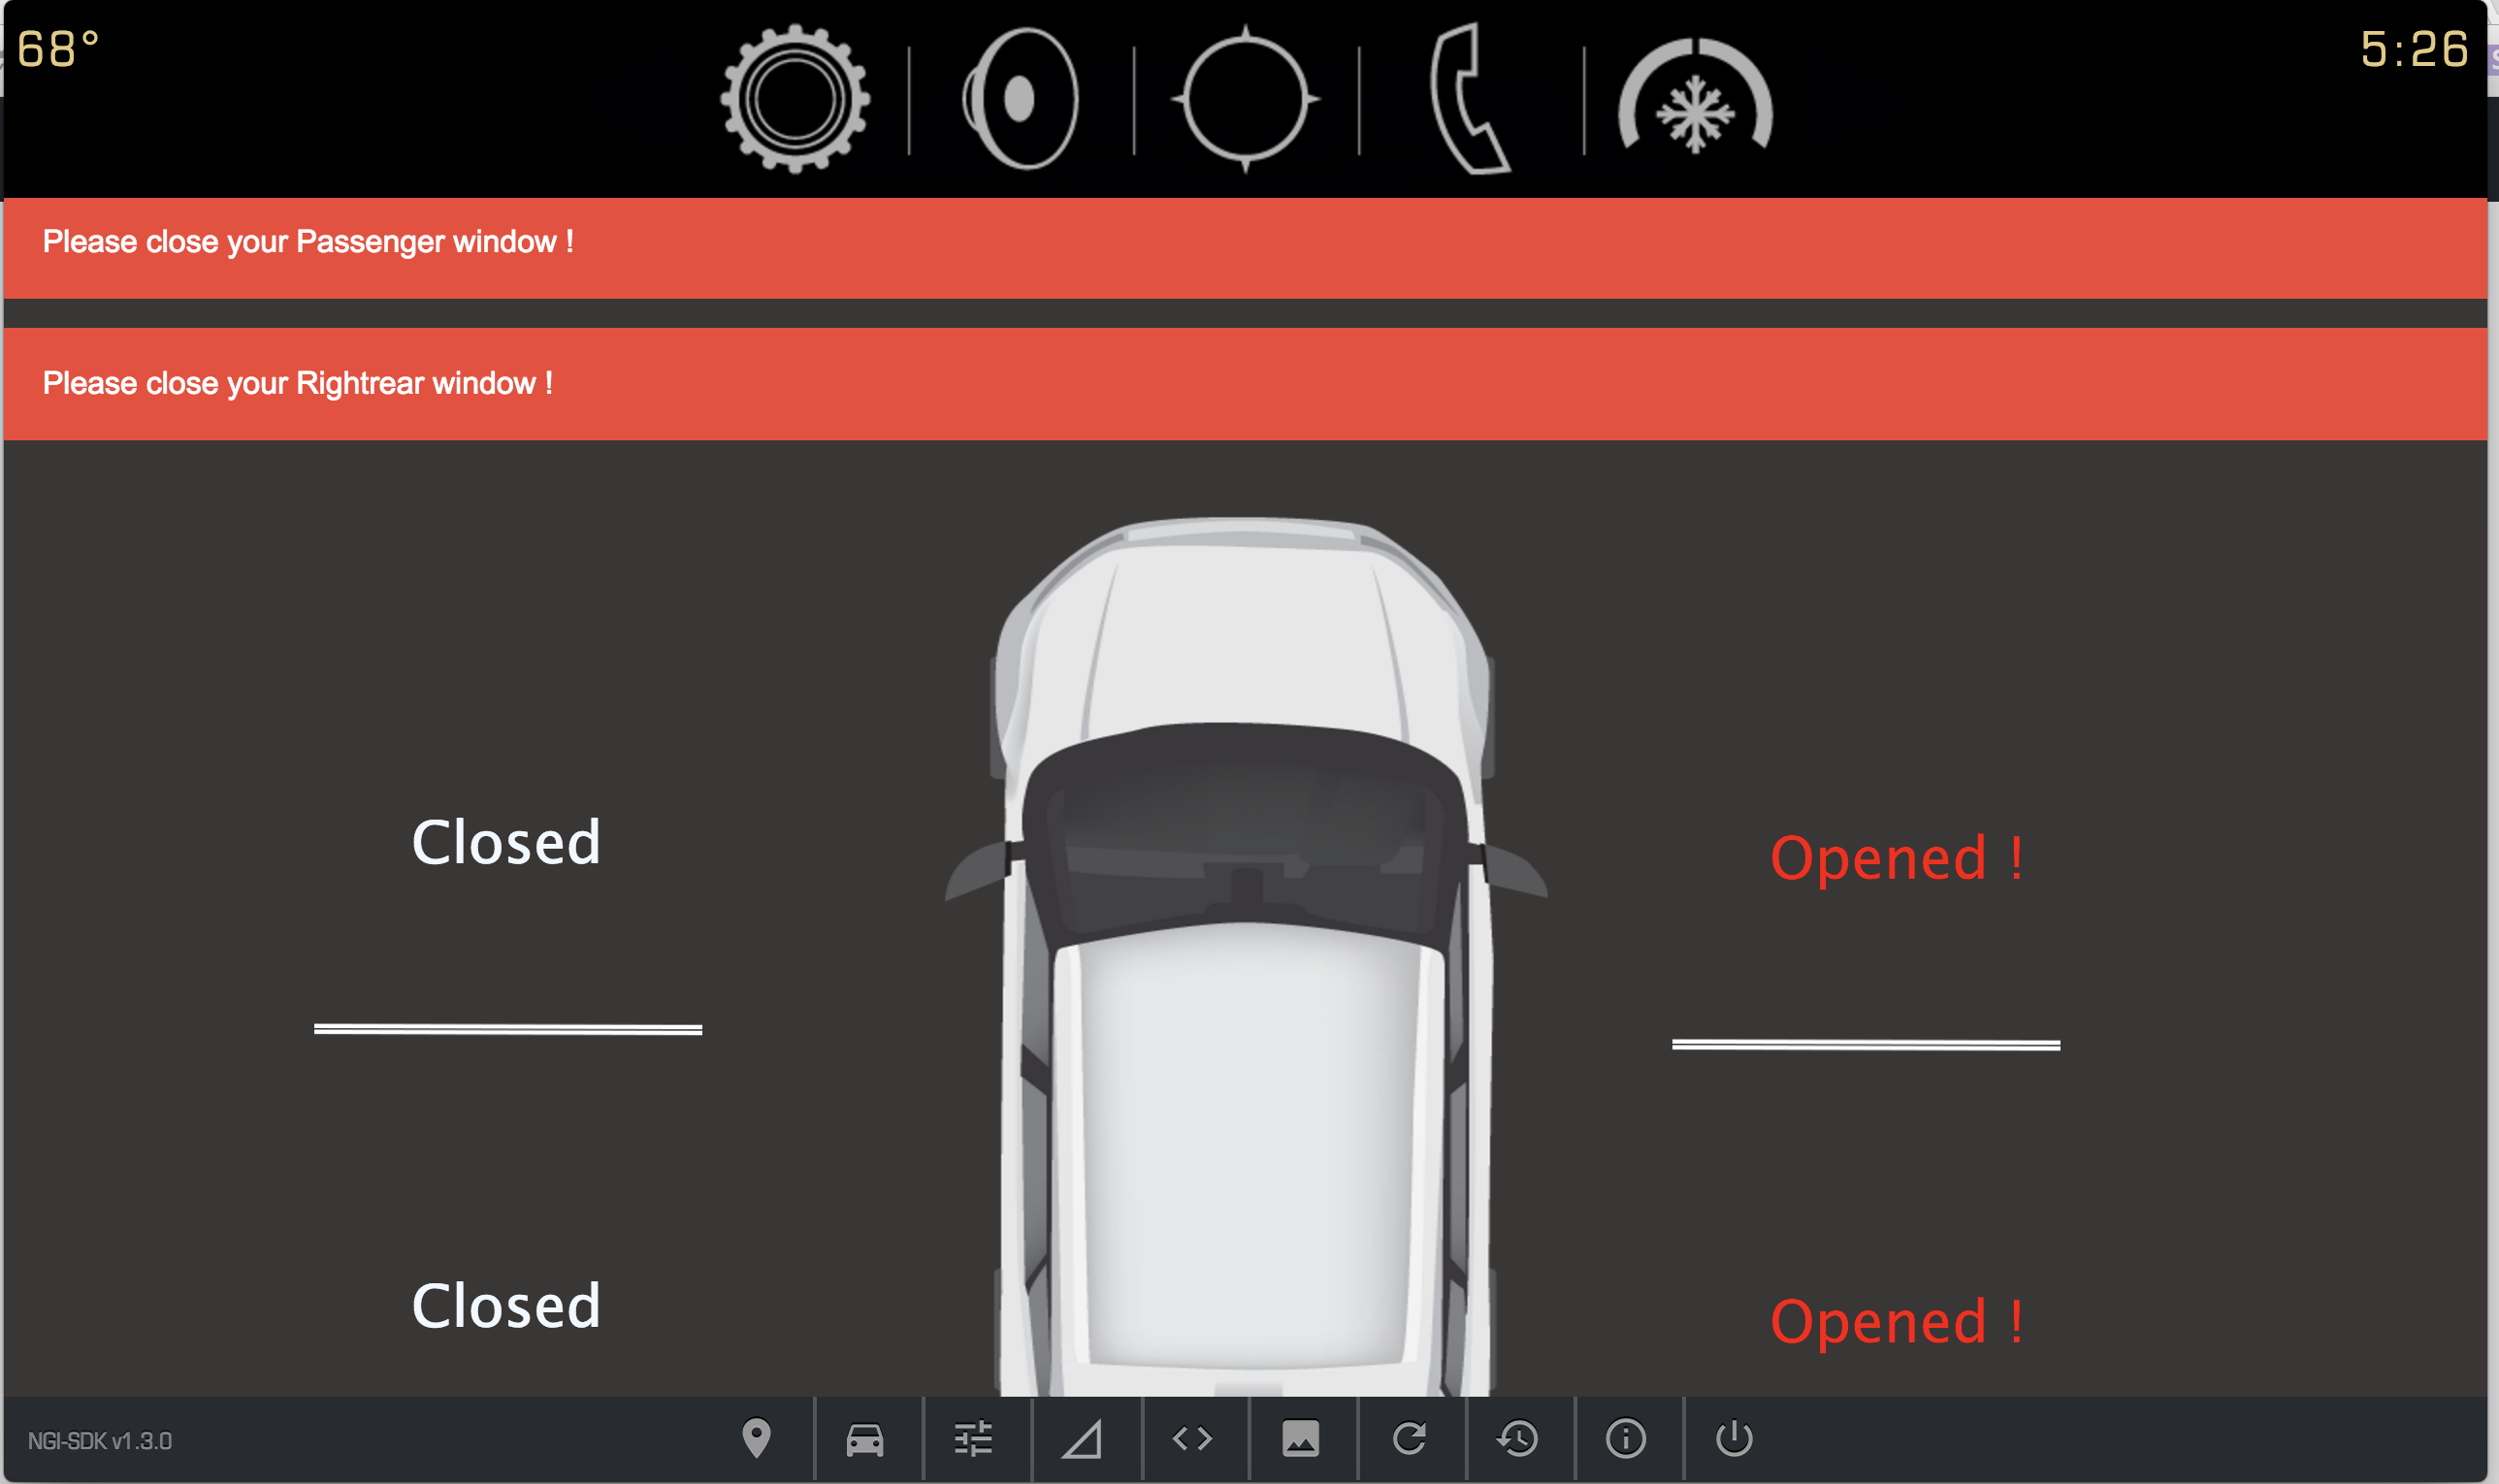 68°
5:26
Please close your Passenger window !
Please close your Rightrear window !
Closed
Opened !
Closed
Opened !
NGI-SDK v1.3.0